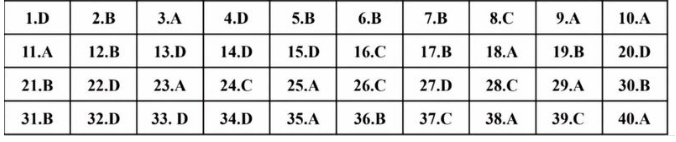 1.D 2.B 3.A 4.D 5.B 6.B 7.B 8.C 9.A 10.A
11.A 12.B 13.D 14.D 15.D 16.C 17.B 18.A 19.B 20.D
21.B 22.D 23.A 24.C 25.A 26.C 27.D 28.C 29.A 30.B
31.B 32.D 33. D 34.D 35.A 36.B 37.C 38.A 39.C 40.A